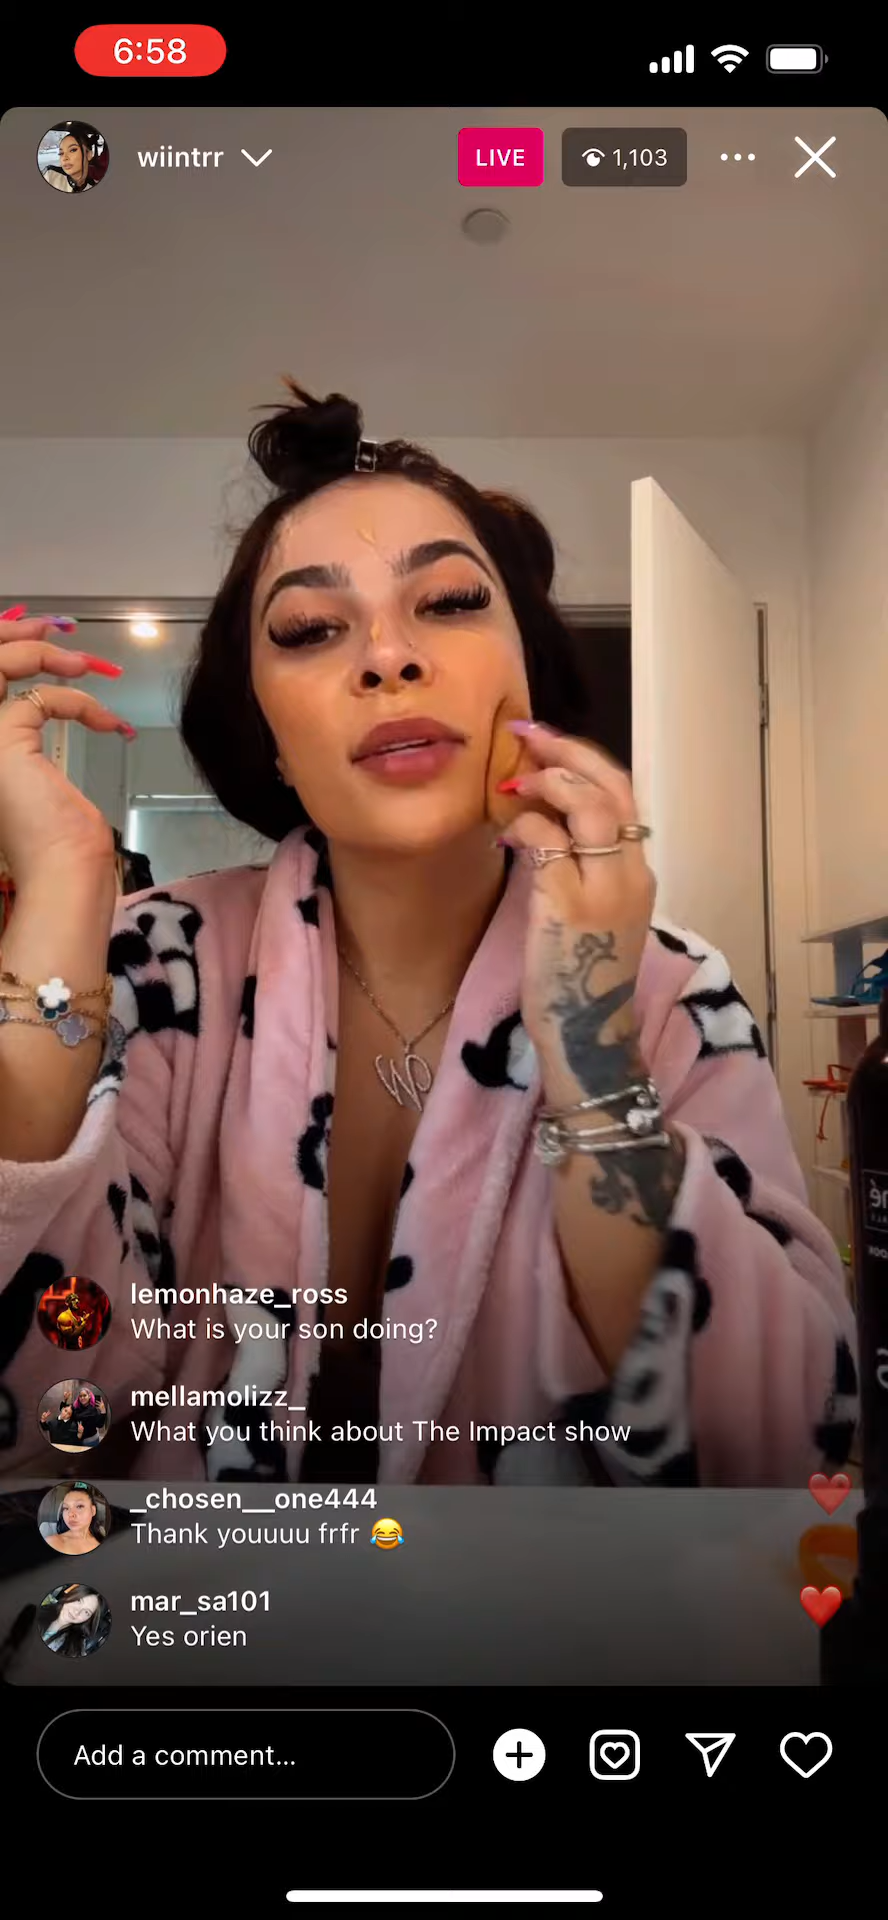 6:58
wiintrr
LIVE
1,103
lemonhaze_ross
What is your son doing?
mellamolizz_
What you think about The Impact show
_chosen__one444
Thank youuuu frfr 😂
mar_sa101
Yes orien
Add a comment...